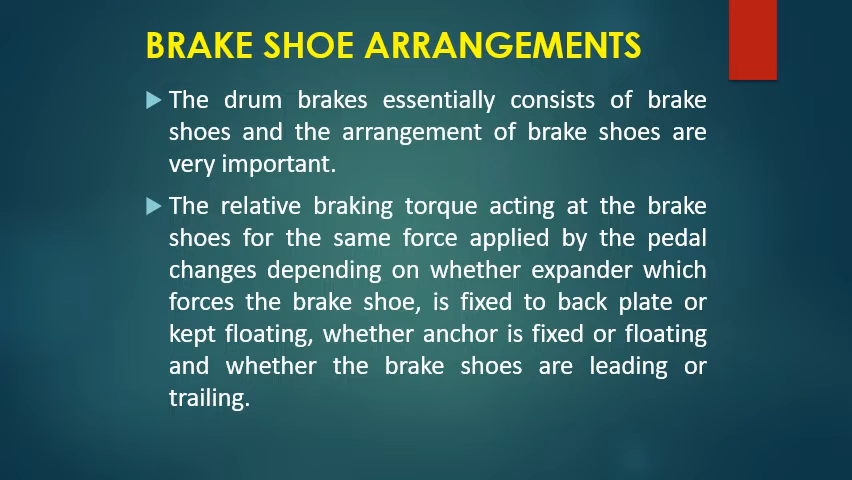 BRAKE SHOE ARRANGEMENTS
The drum brakes essentially consists of brake
shoes and the arrangement of brake shoes are
very important.
The relative braking torque acting at the brake
shoes for the same force applied by the pedal
changes depending on whether expander which
forces the brake shoe, is fixed to back plate or
kept floating, whether anchor is fixed or floating
and whether the brake shoes are leading or
trailing.